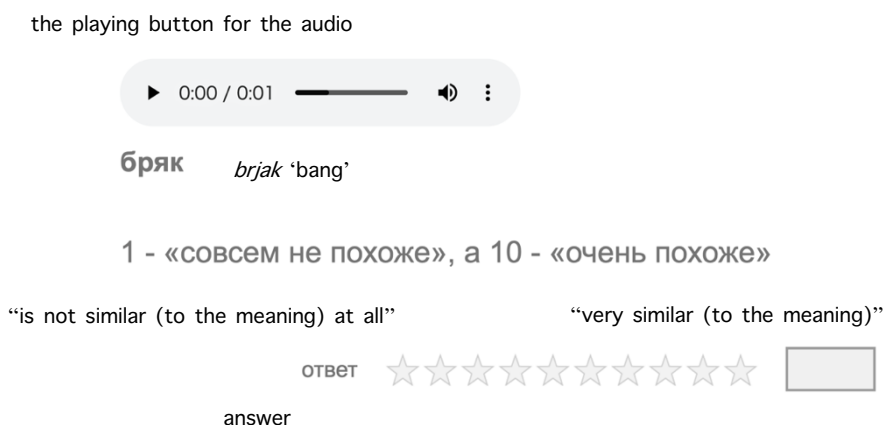 the playing button for the audio
0:00 / 0:01
бряк brjak ‘bang’
1 - «совсем не похоже», а 10 - «очень похоже»
“is not similar (to the meaning) at all” “very similar (to the meaning)”
ответ
answer